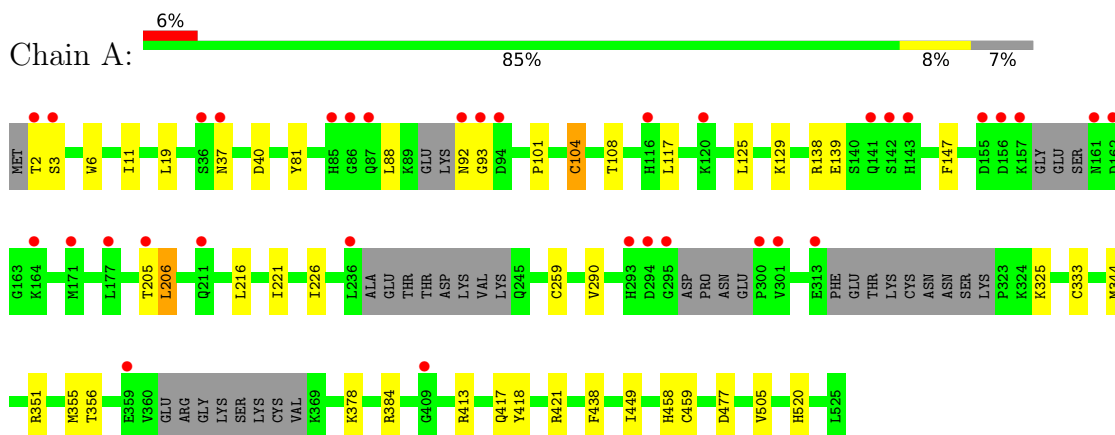 6%
Chain A:
85% 8% 7%
MET T2 S3 W6 I11 L19 S36 N37 D40 Y81 H85 G86 Q87 L88 K89 GLU LYS N92 G93 D94 P101 C104 T108 H116 L117 K120 L125 K129 R138 E139 S140 Q141 S142 H143 F147 D155 D156 K157 GLY GLU SER N161 D162
G163 K164 M171 L177 T205 L206 Q211 L216 I221 I226 L236 ALA GLU THR THR ASP LYS VAL LYS Q245 C259 V290 H293 D294 G295 ASP PRO ASN GLU P300 V301 E313 PHE GLU THR LYS CYS ASN ASN SER LYS P323 K324 K325 C333 M344
R351 M355 T356 E359 V360 GLU ARG GLY LYS SER LYS CYS VAL K369 K378 R384 G409 R413 Q417 Y418 R421 F438 I449 H458 C459 D477 V505 H520 L525